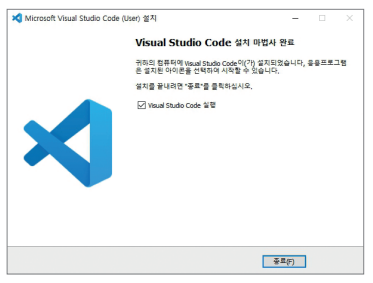 Microsoft Visual Studio Code (User) 설치
Visual Studio Code 설치 마법사 완료
귀하의 컴퓨터에 Visual Studio Code이(가) 설치되었습니다, 응용프로그램
은 설치된 아이콘을 선택하여 시작할 수 있습니다.
설치를 끝내려면 "종료"를 클릭하십시오.
Visual Studio Code 실행
종료(F)